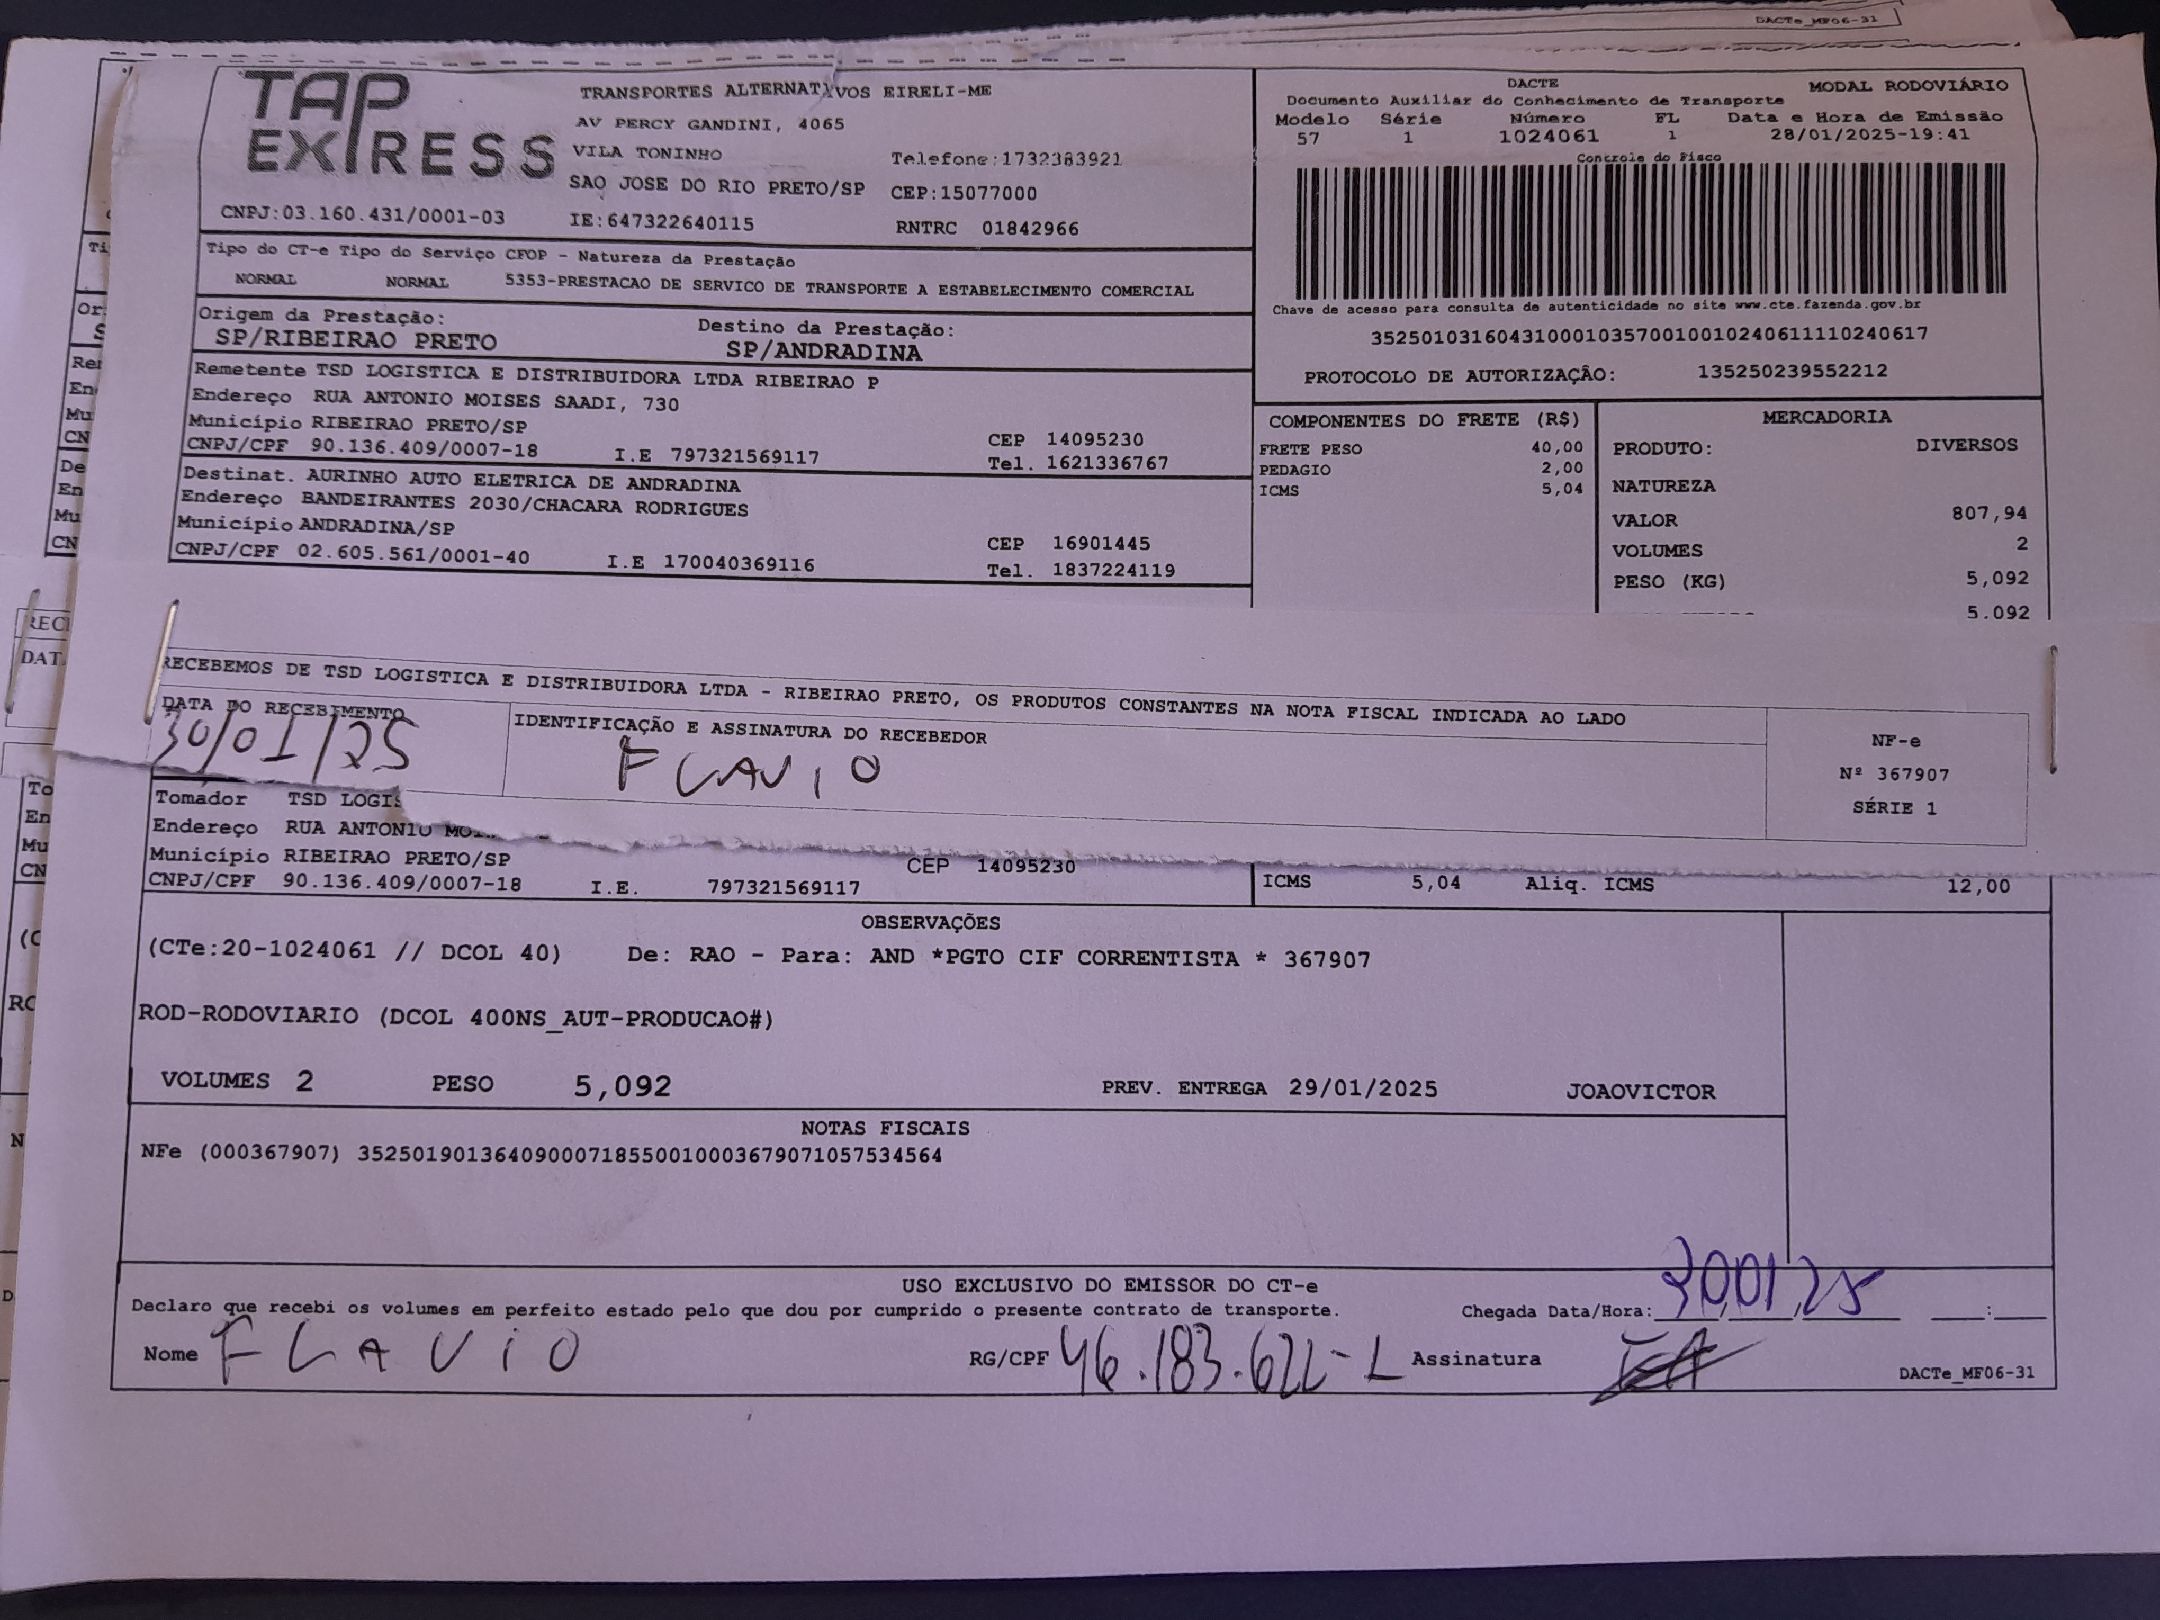 DACTe_MF06-31
TAP EXPRESS
TRANSPORTES ALTERNATIVOS EIRELI-ME
AV PERCY GANDINI, 4065
VILA TONINHO
Telefone:1732383921
SAO JOSE DO RIO PRETO/SP CEP:15077000
CNPJ:03.160.431/0001-03 IE:647322640115 RNTRC 01842966
DACTE MODAL RODOVIÁRIO
Documento Auxiliar do Conhecimento de Transporte
Modelo Série Número FL Data e Hora de Emissão
57 1 1024061 1 28/01/2025-19:41
Controle do Fisco
Chave de acesso para consulta de autenticidade no site www.cte.fazenda.gov.br
35250103160431000103570010010240611110240617
PROTOCOLO DE AUTORIZAÇÃO: 135250239552212
Tipo do CT-e Tipo do Serviço CFOP - Natureza da Prestação
NORMAL NORMAL 5353-PRESTACAO DE SERVICO DE TRANSPORTE A ESTABELECIMENTO COMERCIAL
Origem da Prestação: Destino da Prestação:
SP/RIBEIRAO PRETO SP/ANDRADINA
Remetente TSD LOGISTICA E DISTRIBUIDORA LTDA RIBEIRAO P
Endereço RUA ANTONIO MOISES SAADI, 730
Município RIBEIRAO PRETO/SP CEP 14095230
CNPJ/CPF 90.136.409/0007-18 I.E 797321569117 Tel. 1621336767
Destinat. AURINHO AUTO ELETRICA DE ANDRADINA
Endereço BANDEIRANTES 2030/CHACARA RODRIGUES
Município ANDRADINA/SP CEP 16901445
CNPJ/CPF 02.605.561/0001-40 I.E 170040369116 Tel. 1837224119
COMPONENTES DO FRETE (R$)
FRETE PESO 40,00
PEDAGIO 2,00
ICMS 5,04
MERCADORIA
PRODUTO: DIVERSOS
NATUREZA
VALOR 807,94
VOLUMES 2
PESO (KG) 5,092
5.092
RECEBEMOS DE TSD LOGISTICA E DISTRIBUIDORA LTDA - RIBEIRAO PRETO, OS PRODUTOS CONSTANTES NA NOTA FISCAL INDICADA AO LADO
DATA DO RECEBIMENTO IDENTIFICAÇÃO E ASSINATURA DO RECEBEDOR
30/01/25 FLAVIO
NF-e
Nº 367907
SÉRIE 1
Tomador TSD LOGIS
Endereço RUA ANTONIO MO
Município RIBEIRAO PRETO/SP CEP 14095230
CNPJ/CPF 90.136.409/0007-18 I.E. 797321569117
ICMS 5,04 Aliq. ICMS 12,00
OBSERVAÇÕES
(CTe:20-1024061 // DCOL 40) De: RAO - Para: AND *PGTO CIF CORRENTISTA * 367907
ROD-RODOVIARIO (DCOL 400NS_AUT-PRODUCAO#)
VOLUMES 2 PESO 5,092 PREV. ENTREGA 29/01/2025 JOAOVICTOR
NOTAS FISCAIS
NFe (000367907) 35250190136409000718550010003679071057534564
USO EXCLUSIVO DO EMISSOR DO CT-e
Declaro que recebi os volumes em perfeito estado pelo que dou por cumprido o presente contrato de transporte. Chegada Data/Hora: 30 01 25 :
Nome FLAVIO RG/CPF 46.183.622-L Assinatura
DACTe_MF06-31